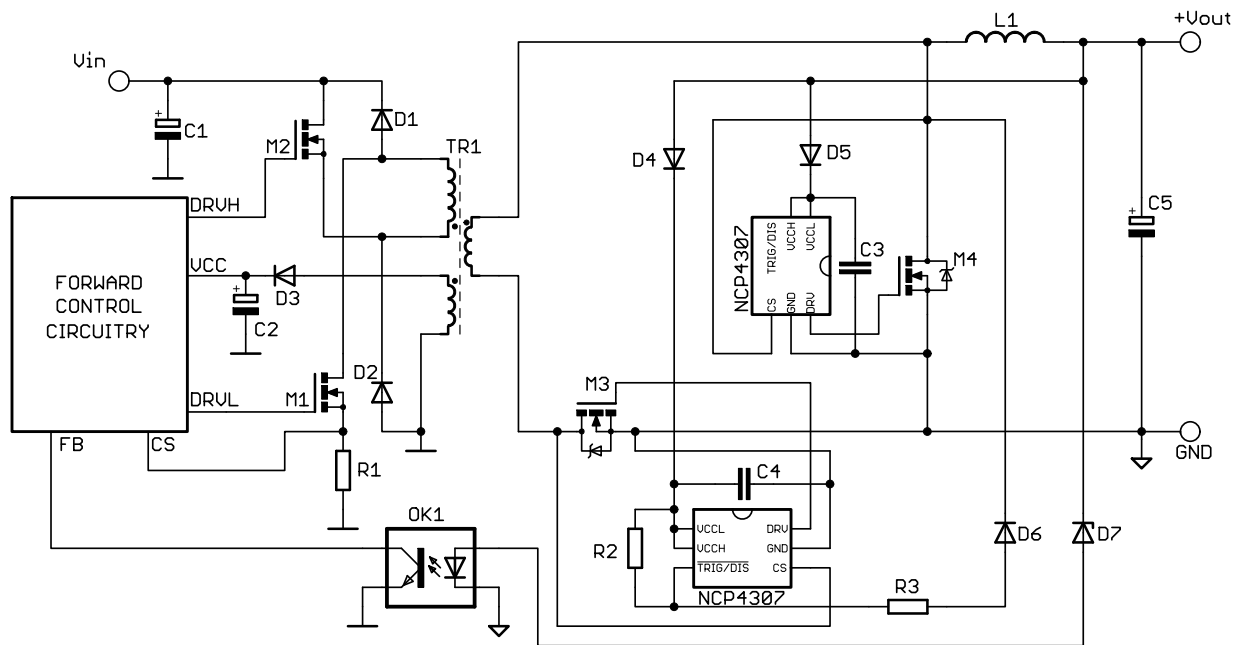 L1
+Vout
Vin
C1
M2
D1
TR1
D4
D5
C5
DRVH
NCP4307
TRIG/DIS
VCCH
VCCL
CS
GND
DRV
C3
M4
VCC
D3
C2
FORWARD
CONTROL
CIRCUITRY
DRVL
M1
D2
M3
GND
FB
CS
R1
C4
OK1
R2
VCCL
VCCH
TRIG/DIS
DRV
GND
CS
NCP4307
D6
D7
R3